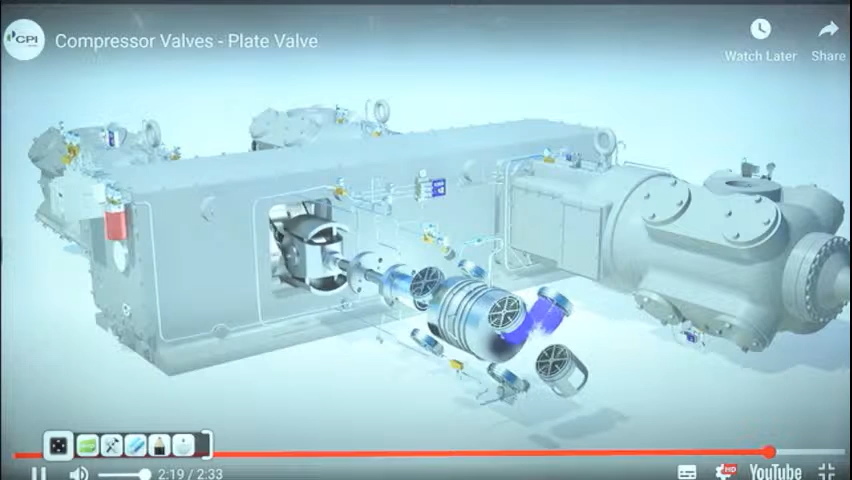 CPI
Compressor Valves - Plate Valve
Watch Later
Share
2:19 / 2:33
HD
YouTube